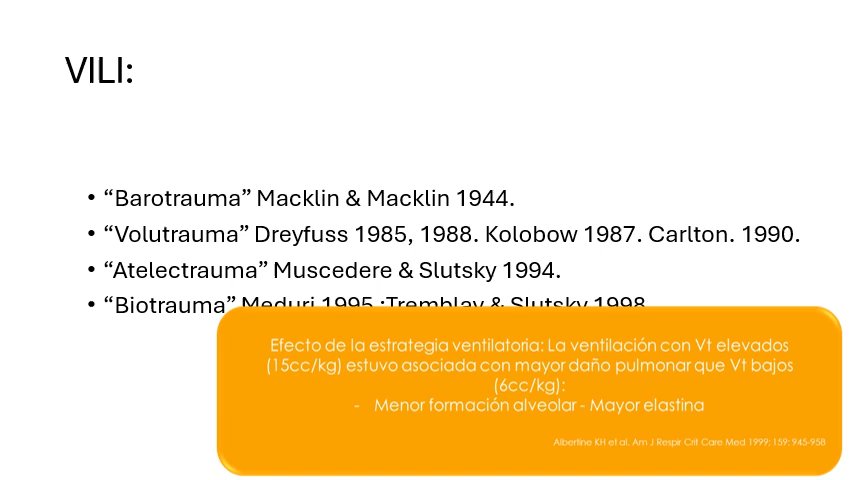 VILI:
• “Barotrauma” Macklin & Macklin 1944.
• “Volutrauma” Dreyfuss 1985, 1988. Kolobow 1987. Carlton. 1990.
• “Atelectrauma” Muscedere & Slutsky 1994.
• “Biotrauma” Meduri 1995 ;Tremblay & Slutsky 1998
Efecto de la estrategia ventilatoria: La ventilación con Vt elevados
(15cc/kg) estuvo asociada con mayor daño pulmonar que Vt bajos
(6cc/kg):
- Menor formación alveolar - Mayor elastina
Albertine KH et al. Am J Respir Crit Care Med 1999; 159: 945-958